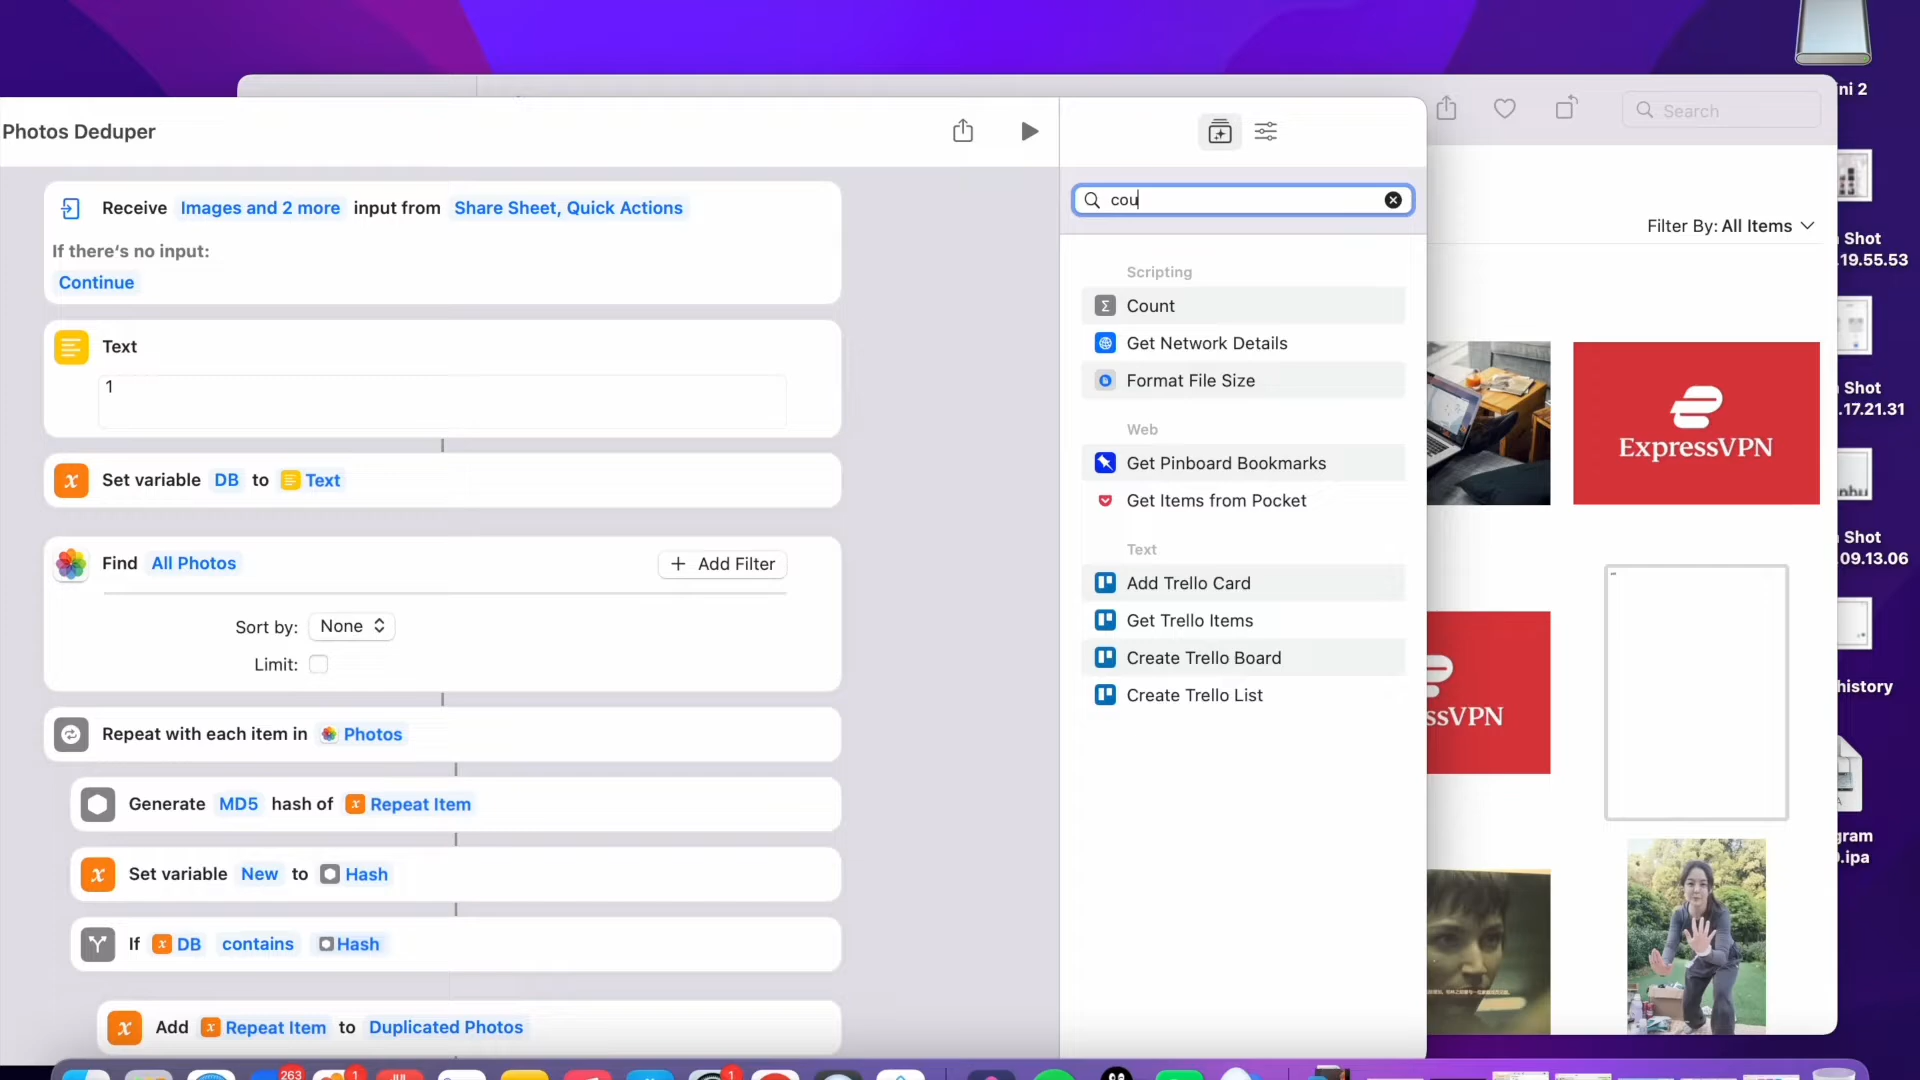 ni 2
Photos Deduper
Search
cou
Receive Images and 2 more input from Share Sheet, Quick Actions
If there's no input:
Continue
Filter By: All Items
Shot
.19.55.53
Scripting
Count
Get Network Details
Format File Size
Text
1
Shot
.17.21.31
ExpressVPN
Web
Get Pinboard Bookmarks
Get Items from Pocket
Set variable DB to Text
Shot
.09.13.06
Text
Add Trello Card
Get Trello Items
Create Trello Board
Create Trello List
Find All Photos
Add Filter
Sort by: None
Limit:
history
ssVPN
Repeat with each item in Photos
Generate MD5 hash of Repeat Item
gram
.ipa
Set variable New to Hash
If DB contains Hash
Add Repeat Item to Duplicated Photos
263
1
1